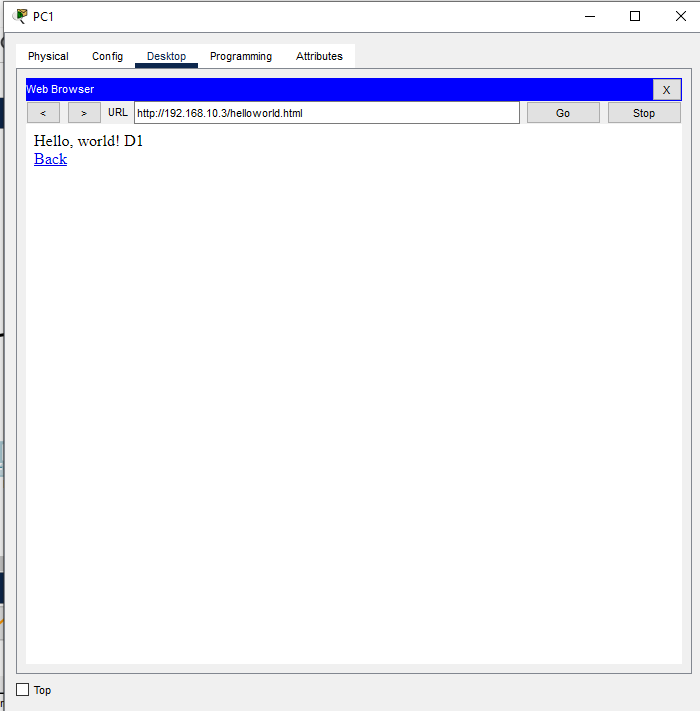 PC1
Physical Config Desktop Programming Attributes
Web Browser X
< > URL http://192.168.10.3/helloworld.html Go Stop
Hello, world! D1
Back
Top